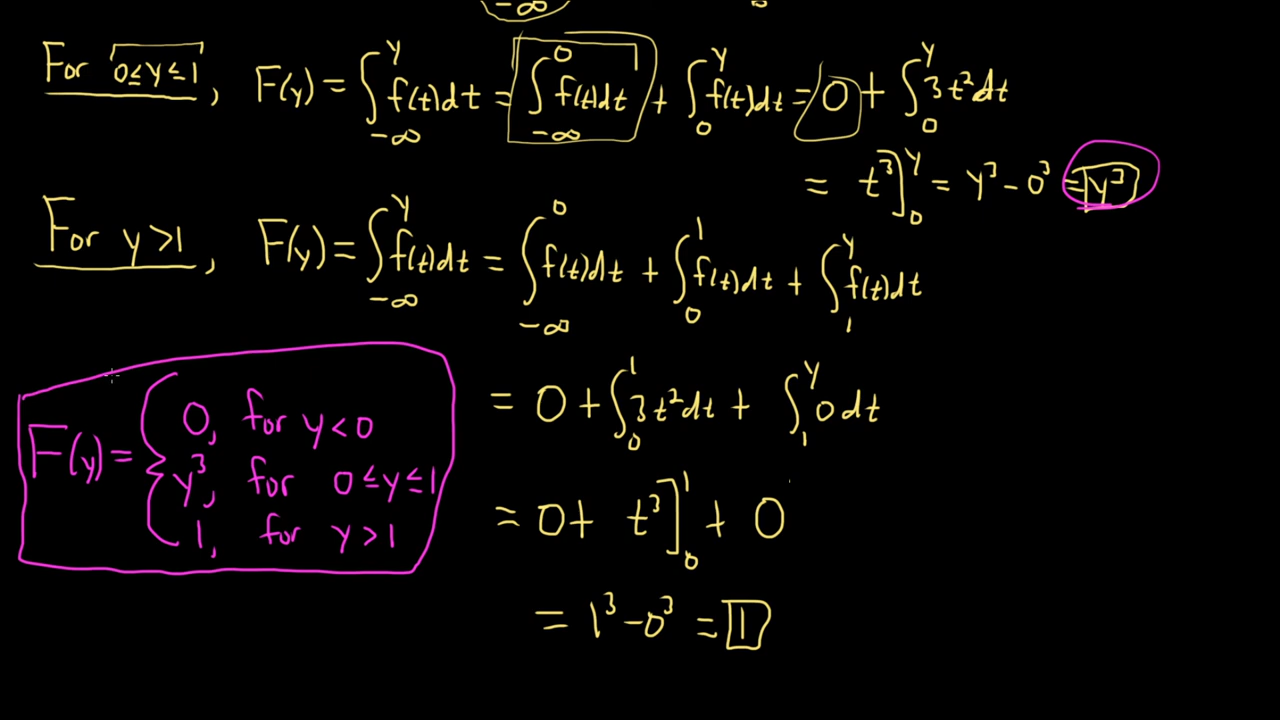 -∞ 0
For 0≤y≤1, F(y) = ∫_{-∞}^{y} f(t)dt = ∫_{-∞}^{0} f(t)dt + ∫_{0}^{y} f(t)dt = 0 + ∫_{0}^{y} 3t²dt
= t³]_{0}^{y} = y³ - 0³ = y³
For y>1, F(y) = ∫_{-∞}^{y} f(t)dt = ∫_{-∞}^{0} f(t)dt + ∫_{0}^{1} f(t)dt + ∫_{1}^{y} f(t)dt
= 0 + ∫_{0}^{1} 3t²dt + ∫_{1}^{y} 0dt
F(y) = { 0, for y<0
y³, for 0≤y≤1
1, for y>1
= 0 + t³]_{0}^{1} + 0
= 1³ - 0³ = 1